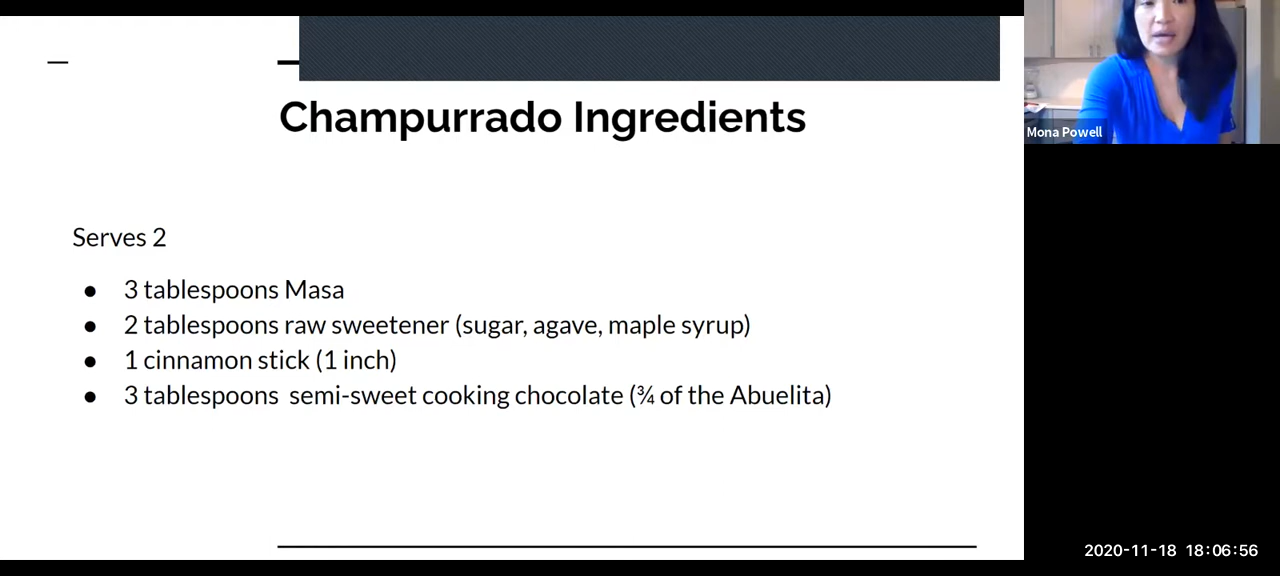 Champurrado Ingredients
Mona Powell
Serves 2
● 3 tablespoons Masa
● 2 tablespoons raw sweetener (sugar, agave, maple syrup)
● 1 cinnamon stick (1 inch)
● 3 tablespoons  semi-sweet cooking chocolate (¾ of the Abuelita)
2020-11-18 18:06:56